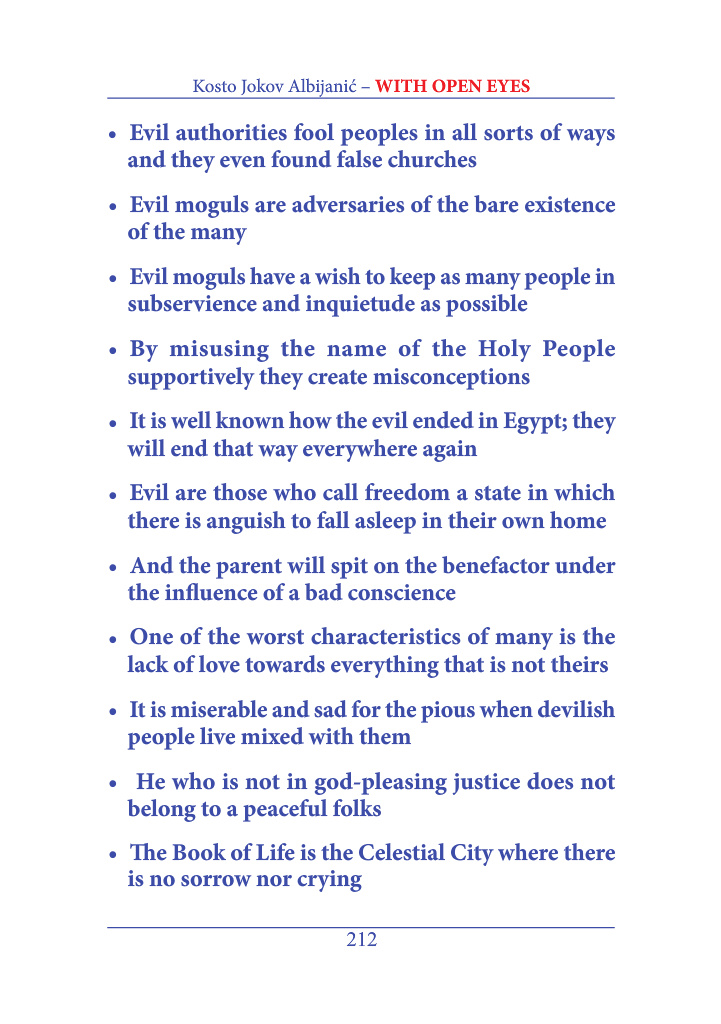 Kosto Jokov Albijanić – WITH OPEN EYES
• Evil authorities fool peoples in all sorts of ways
and they even found false churches
• Evil moguls are adversaries of the bare existence
of the many
• Evil moguls have a wish to keep as many people in
subservience and inquietude as possible
• By misusing the name of the Holy People
supportively they create misconceptions
• It is well known how the evil ended in Egypt; they
will end that way everywhere again
• Evil are those who call freedom a state in which
there is anguish to fall asleep in their own home
• And the parent will spit on the benefactor under
the influence of a bad conscience
• One of the worst characteristics of many is the
lack of love towards everything that is not theirs
• It is miserable and sad for the pious when devilish
people live mixed with them
• He who is not in god-pleasing justice does not
belong to a peaceful folks
• The Book of Life is the Celestial City where there
is no sorrow nor crying
212